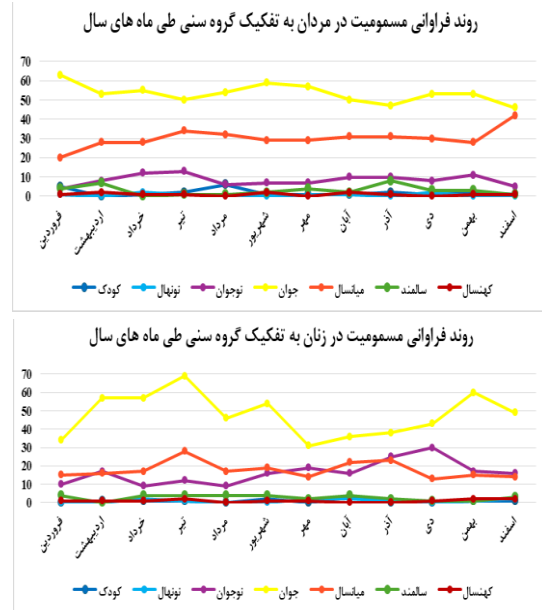 روند فراوانی مسمومیت در مردان به تفکیک گروه سنی طی ماه های سال
70
60
50
40
30
20
10
0
فروردین اردیبهشت خرداد تیر مرداد شهریور مهر آبان آذر دی بهمن اسفند
کودک نونهال نوجوان جوان میانسال سالمند کهنسال
روند فراوانی مسمومیت در زنان به تفکیک گروه سنی طی ماه های سال
70
60
50
40
30
20
10
0
فروردین اردیبهشت خرداد تیر مرداد شهریور مهر آبان آذر دی بهمن اسفند
کودک نونهال نوجوان جوان میانسال سالمند کهنسال